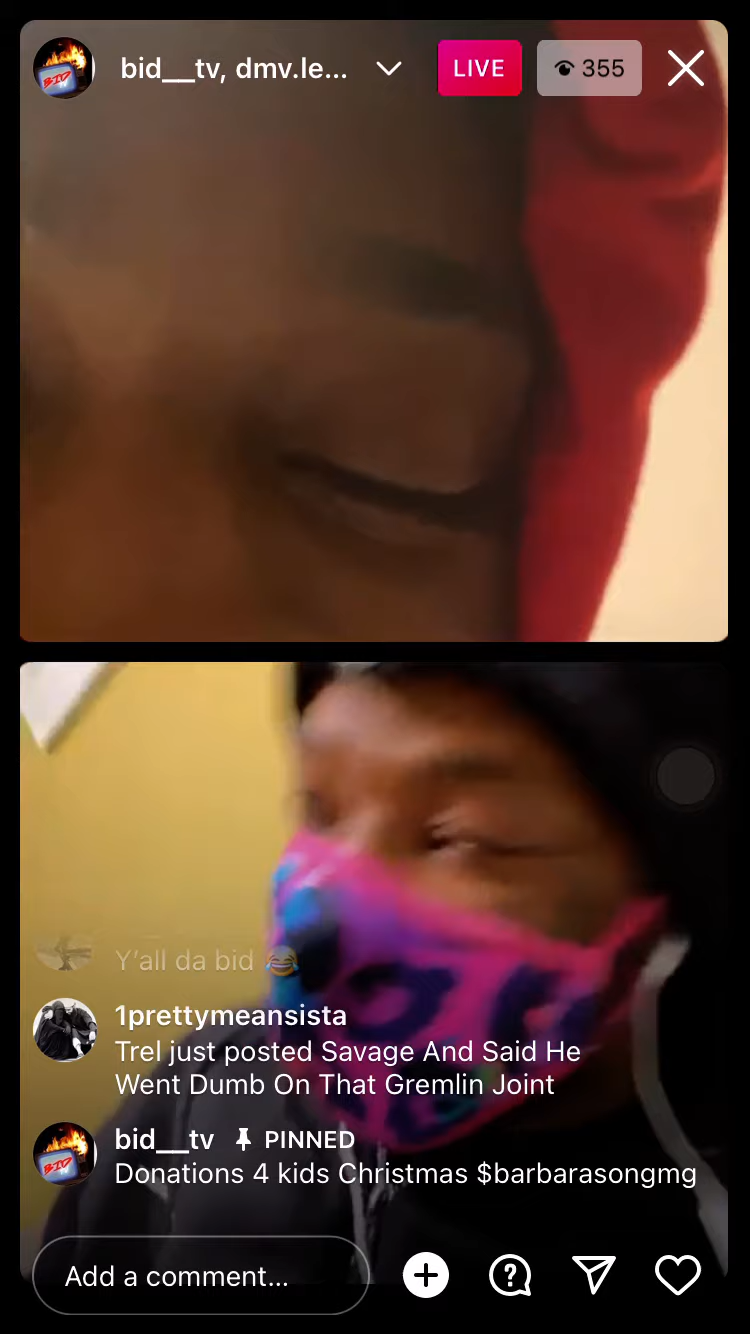 bid__tv, dmv.le...
LIVE
355
Y'all da bid 😂
1prettymeansista
Trel just posted Savage And Said He
Went Dumb On That Gremlin Joint
bid__tv PINNED
Donations 4 kids Christmas $barbarasongmg
Add a comment...